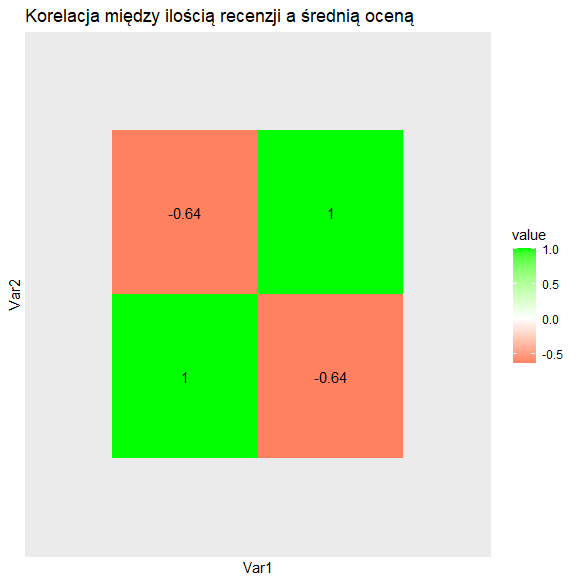 Korelacja między ilością recenzji a średnią oceną
-0.64
1
1
-0.64
Var2
Var1
value
1.0
0.5
0.0
-0.5